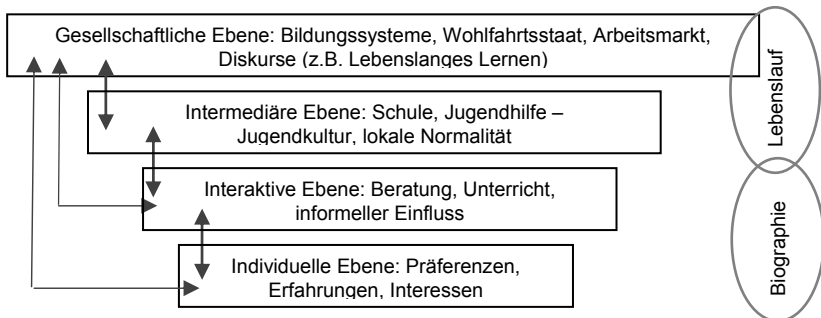 Gesellschaftliche Ebene: Bildungssysteme, Wohlfahrtsstaat, Arbeitsmarkt,
Diskurse (z.B. Lebenslanges Lernen)
Intermediäre Ebene: Schule, Jugendhilfe –
Jugendkultur, lokale Normalität
Interaktive Ebene: Beratung, Unterricht,
informeller Einfluss
Individuelle Ebene: Präferenzen,
Erfahrungen, Interessen
Lebenslauf
Biographie